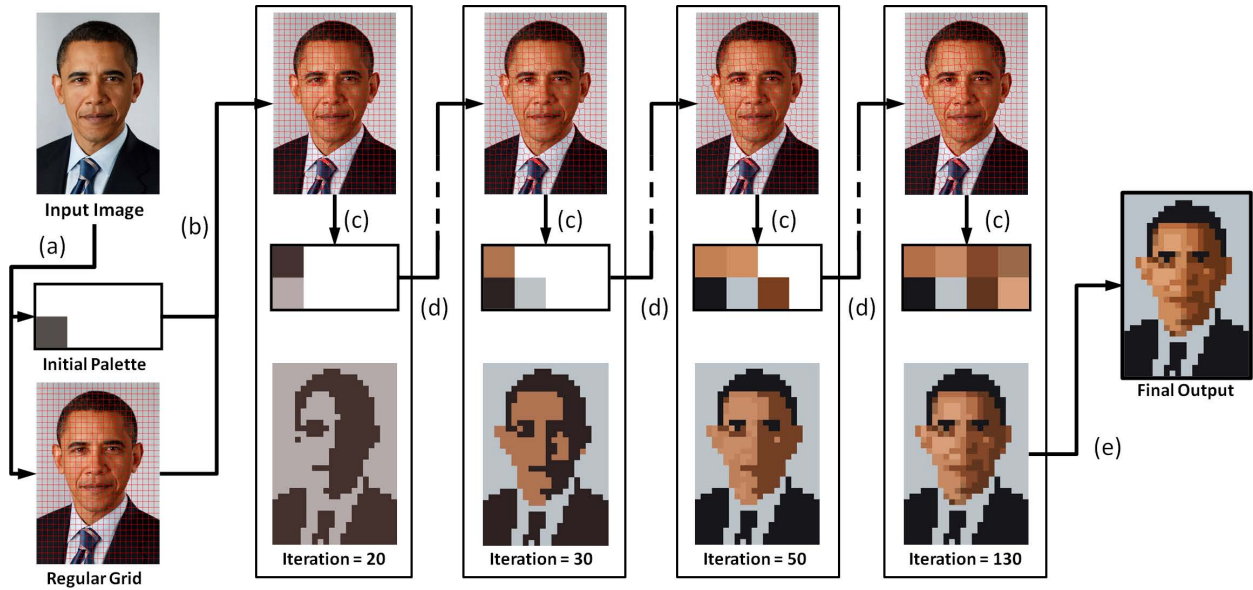 Input Image
(a)
Initial Palette
Regular Grid
(b)
(c)
Iteration = 20
(d)
(c)
Iteration = 30
(d)
(c)
Iteration = 50
(d)
(c)
Iteration = 130
(e)
Final Output